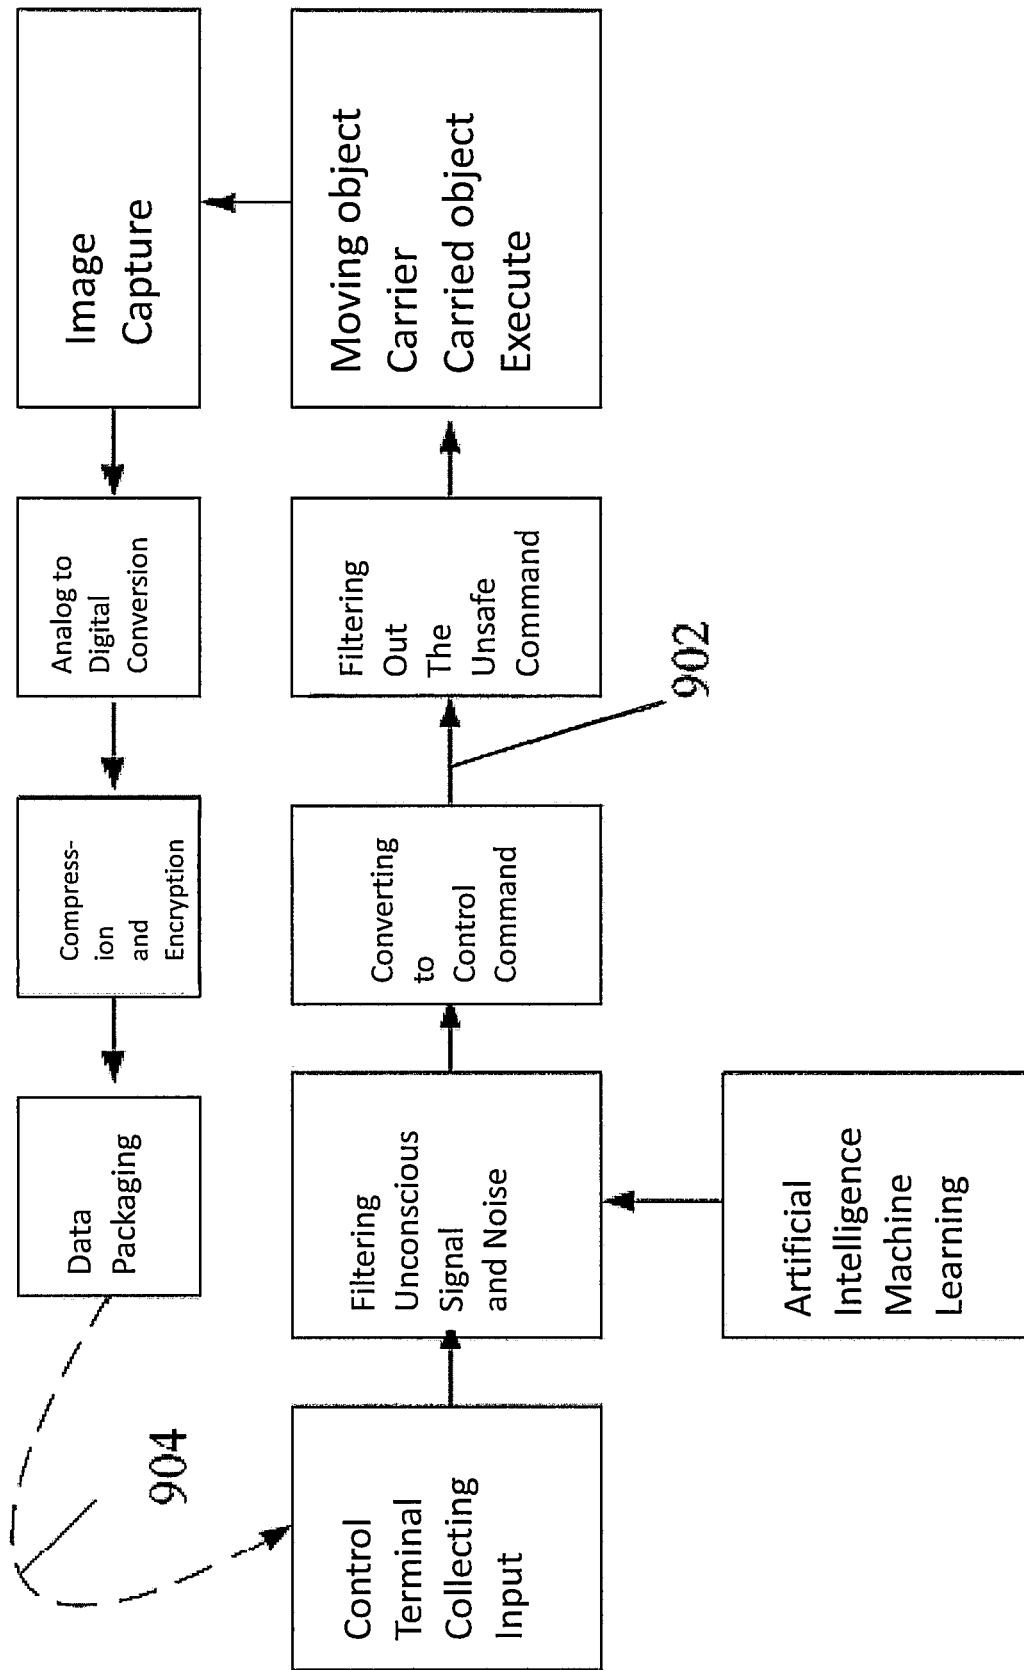 Image
Capture
Analog to
Digital
Conversion
Compress-
ion
and
Encryption
Data
Packaging
904
Control
Terminal
Collecting
Input
Filtering
Unconscious
Signal
and Noise
Converting
to
Control
Command
902
Filtering
Out
The
Unsafe
Command
Moving object
Carrier
Carried object
Execute
Artificial
Intelligence
Machine
Learning